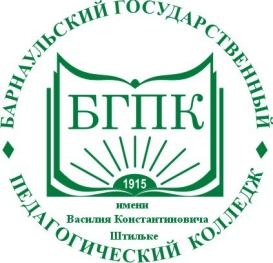 БАРНАУЛЬСКИЙ ГОСУДАРСТВЕННЫЙ
БГПК
1915
имени
Василия Константиновича
Штильке
ПЕДАГОГИЧЕСКИЙ КОЛЛЕДЖ